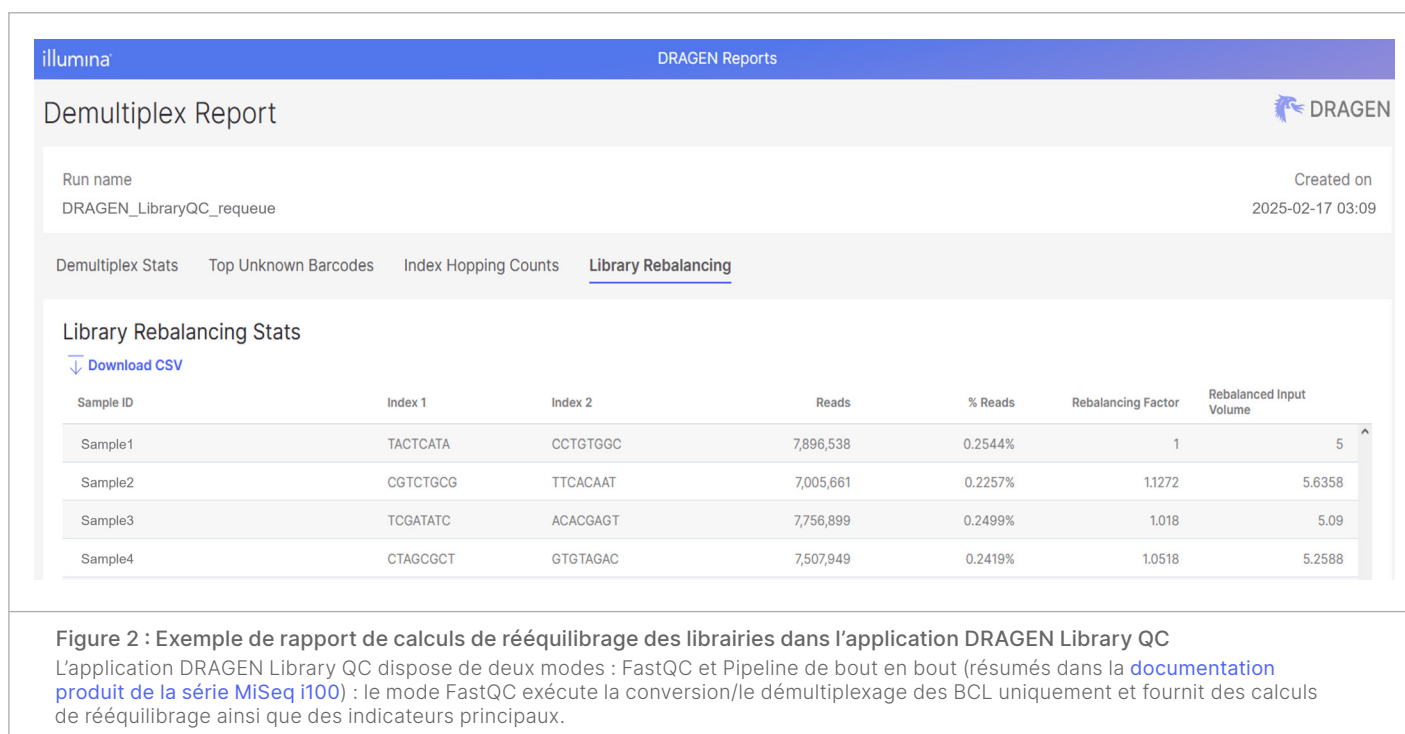 illumina®
DRAGEN Reports
Demultiplex Report
DRAGEN
Run name
Created on
DRAGEN_LibraryQC_requeue
2025-02-17 03:09
Demultiplex Stats Top Unknown Barcodes Index Hopping Counts Library Rebalancing
Library Rebalancing Stats
Download CSV
Sample ID Index 1 Index 2 Reads % Reads Rebalancing Factor Rebalanced Input Volume
Sample1 TACTCATA CCTGTGGC 7,896,538 0.2544% 1 5
Sample2 CGTCTGCG TTCACAAT 7,005,661 0.2257% 1.1272 5.6358
Sample3 TCGATATC ACACGAGT 7,756,899 0.2499% 1.018 5.09
Sample4 CTAGCGCT GTGTAGAC 7,507,949 0.2419% 1.0518 5.2588
Figure 2 : Exemple de rapport de calculs de rééquilibrage des librairies dans l’application DRAGEN Library QC
L’application DRAGEN Library QC dispose de deux modes : FastQC et Pipeline de bout en bout (résumés dans la documentation
produit de la série MiSeq i100) : le mode FastQC exécute la conversion/le démultiplexage des BCL uniquement et fournit des calculs
de rééquilibrage ainsi que des indicateurs principaux.